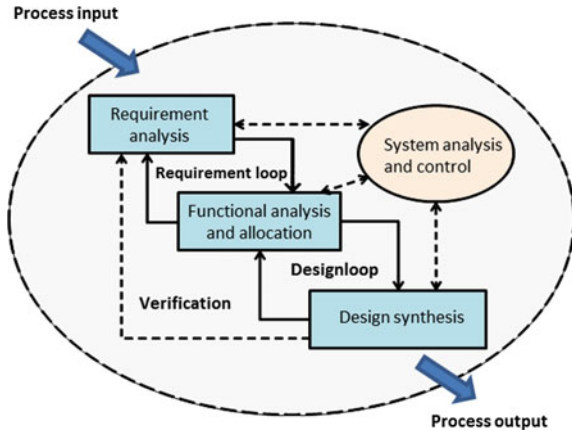 Process input
Requirement
analysis
System analysis
and control
Requirement loop
Functional analysis
and allocation
Designloop
Verification
Design synthesis
Process output